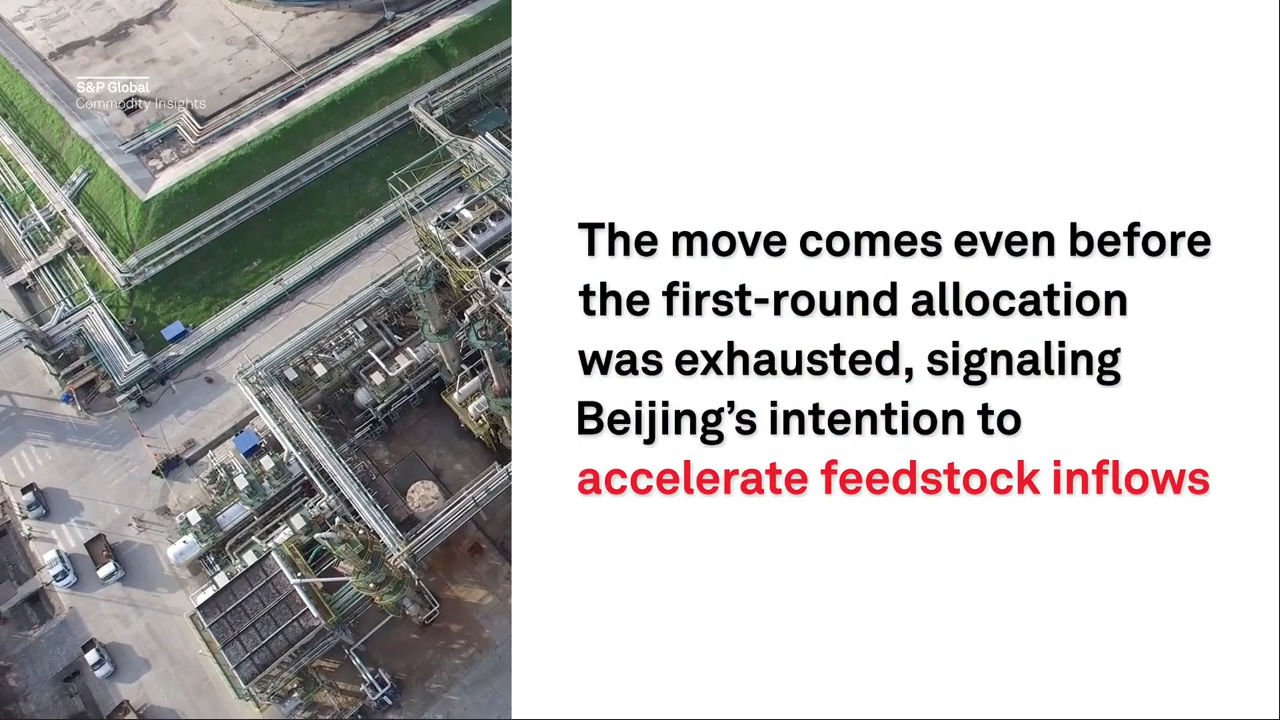 S&P Global
Commodity Insights
The move comes even before
the first-round allocation
was exhausted, signaling
Beijing’s intention to
accelerate feedstock inflows